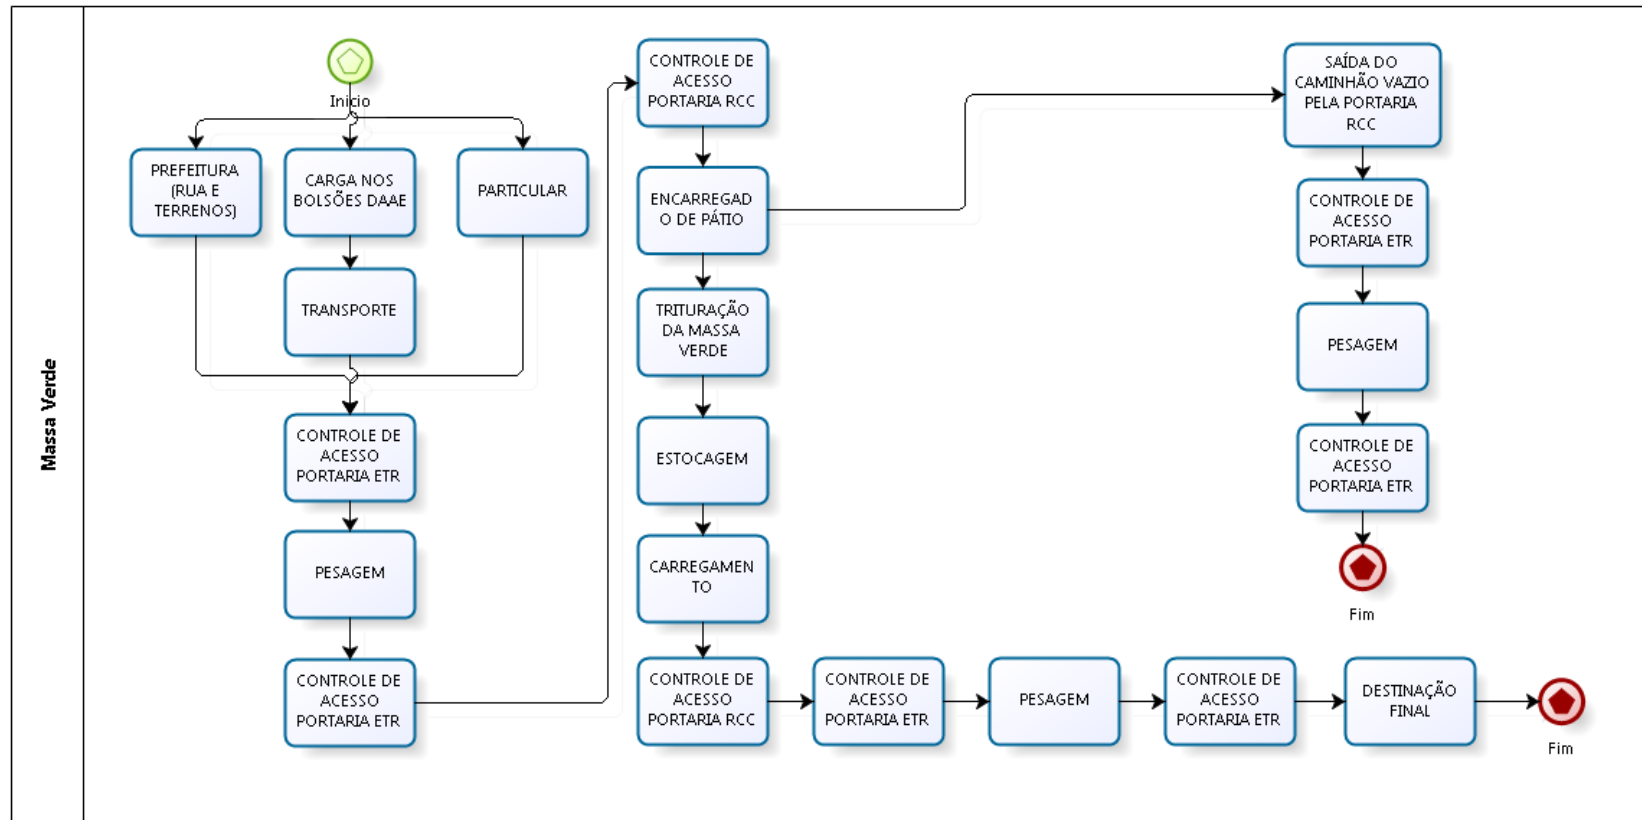 Massa Verde
Início
PREFEITURA
(RUA E
TERRENOS)
CARGA NOS
BOLSÕES DAAE
PARTICULAR
TRANSPORTE
CONTROLE DE
ACESSO
PORTARIA ETR
PESAGEM
CONTROLE DE
ACESSO
PORTARIA ETR
CONTROLE DE
ACESSO
PORTARIA RCC
ENCARREGAD
O DE PÁTIO
TRITURAÇÃO
DA MASSA
VERDE
ESTOCAGEM
CARREGAMEN
TO
CONTROLE DE
ACESSO
PORTARIA RCC
CONTROLE DE
ACESSO
PORTARIA ETR
PESAGEM
CONTROLE DE
ACESSO
PORTARIA ETR
DESTINAÇÃO
FINAL
Fim
SAÍDA DO
CAMINHÃO VAZIO
PELA PORTARIA
RCC
CONTROLE DE
ACESSO
PORTARIA ETR
PESAGEM
CONTROLE DE
ACESSO
PORTARIA ETR
Fim